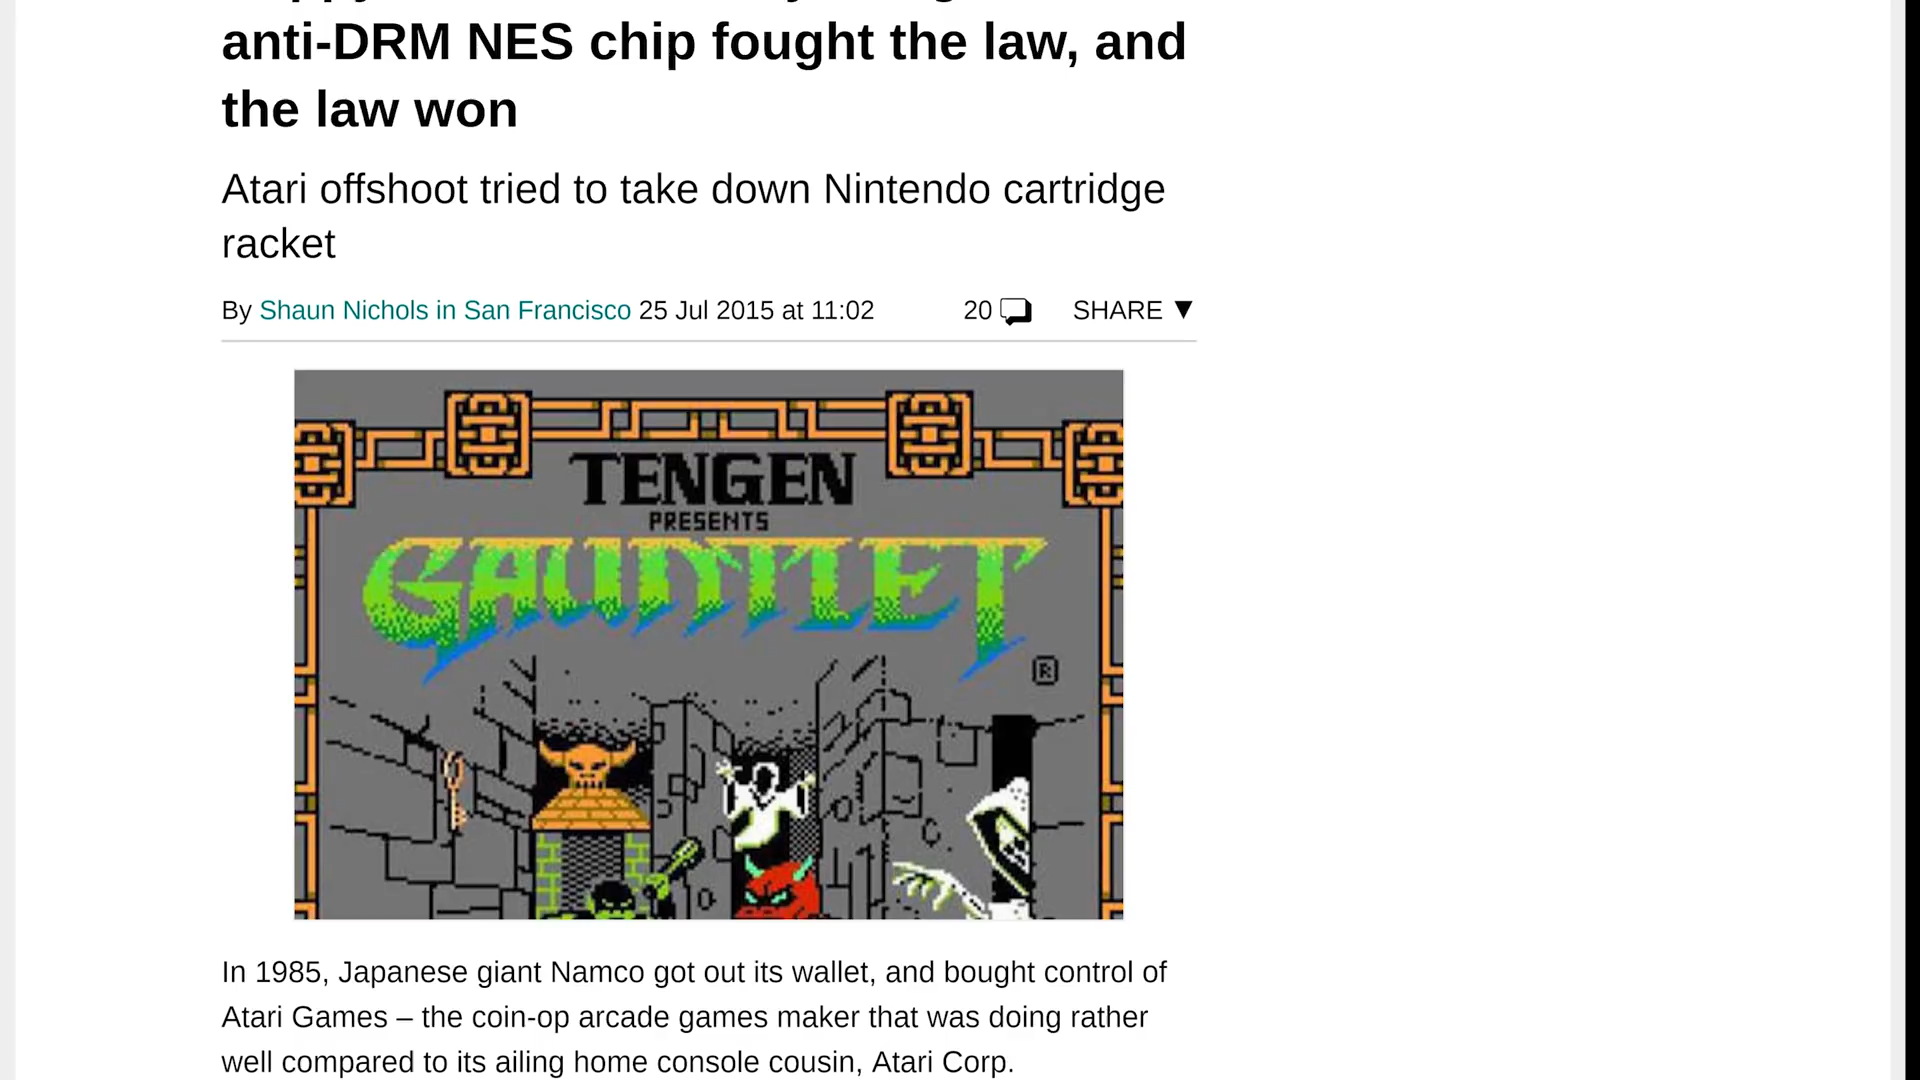 anti-DRM NES chip fought the law, and
the law won
Atari offshoot tried to take down Nintendo cartridge
racket
By Shaun Nichols in San Francisco 25 Jul 2015 at 11:02 20 SHARE ▼
TENGEN
PRESENTS
GAUNTLET
®
In 1985, Japanese giant Namco got out its wallet, and bought control of
Atari Games – the coin-op arcade games maker that was doing rather
well compared to its ailing home console cousin, Atari Corp.